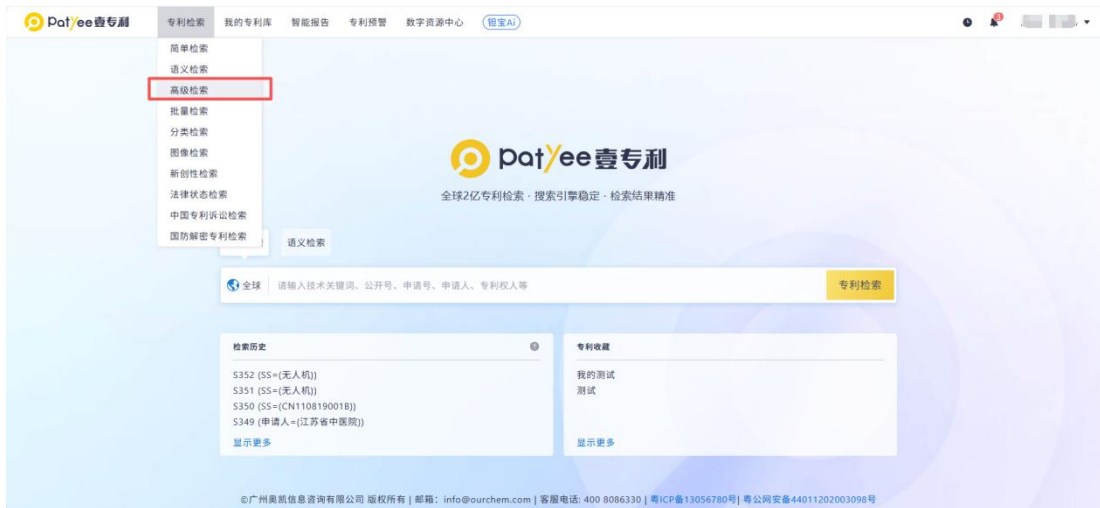 Patyee壹专利 专利检索 我的专利库 智能报告 专利预警 数字资源中心 钽宝Ai 3
简单检索
语义检索
高级检索
批量检索
分类检索
图像检索
新创性检索
法律状态检索
中国专利诉讼检索
国防解密专利检索
patyee壹专利
全球2亿专利检索 · 搜索引擎稳定 · 检索结果精准
语义检索
全球 请输入技术关键词、公开号、申请号、申请人、专利权人等 专利检索
检索历史
S352 (SS=(无人机))
S351 (SS=(无人机))
S350 (SS=(CN110819001B))
S349 (申请人=(江苏省中医院))
显示更多
专利收藏
我的测试
测试
显示更多
©广州奥凯信息咨询有限公司 版权所有 | 邮箱：info@ourchem.com | 客服电话: 400 8086330 | 粤ICP备13056780号| 粤公网安备44011202003098号